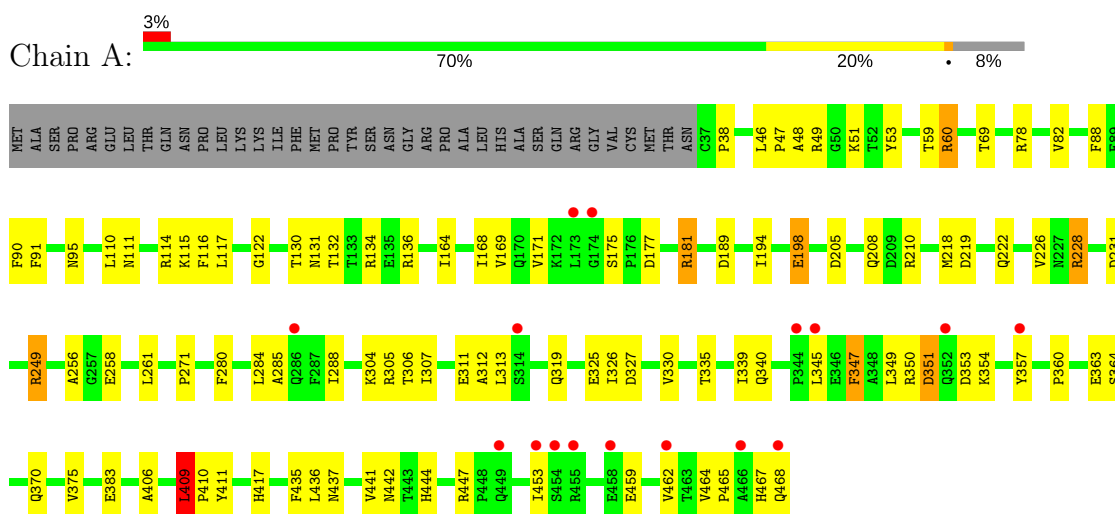 3%
Chain A:
70% 20% • 8%
MET ALA SER PRO ARG GLU LEU LEU THR GLN ASN PRO LEU LYS LYS ILE PHE MET PRO TYR SER ASN GLY ARG PRO ALA LEU HIS ALA SER GLN ARG GLY VAL CYS MET THR ASN C37 P38 L46 P47 A48 R49 G50 K51 T52 Y53 T59 R60 T69 R78 V82 F88 E89
F90 F91 N95 L110 N111 R114 K115 F116 L117 G122 T130 N131 T132 T133 R134 E135 R136 I164 I168 V169 Q170 V171 K172 L173 G174 S175 P176 D177 R181 D189 I194 E198 D205 Q208 D209 R210 M218 D219 Q222 V226 N227 R228 D231
R249 A256 G257 E258 L261 P271 F280 L284 A285 Q286 F287 I288 K304 R305 T306 I307 E311 A312 L313 S314 Q319 E325 I326 D327 V330 T335 I339 Q340 P344 L345 E346 F347 A348 L349 R350 D351 Q352 D353 K354 Y357 P360 E363 S364
Q370 V375 E383 A406 L409 P410 Y411 H417 F435 L436 N437 V441 N442 T443 H444 R447 P448 Q449 I453 S454 R455 E458 E459 V462 T463 V464 P465 A466 H467 Q468